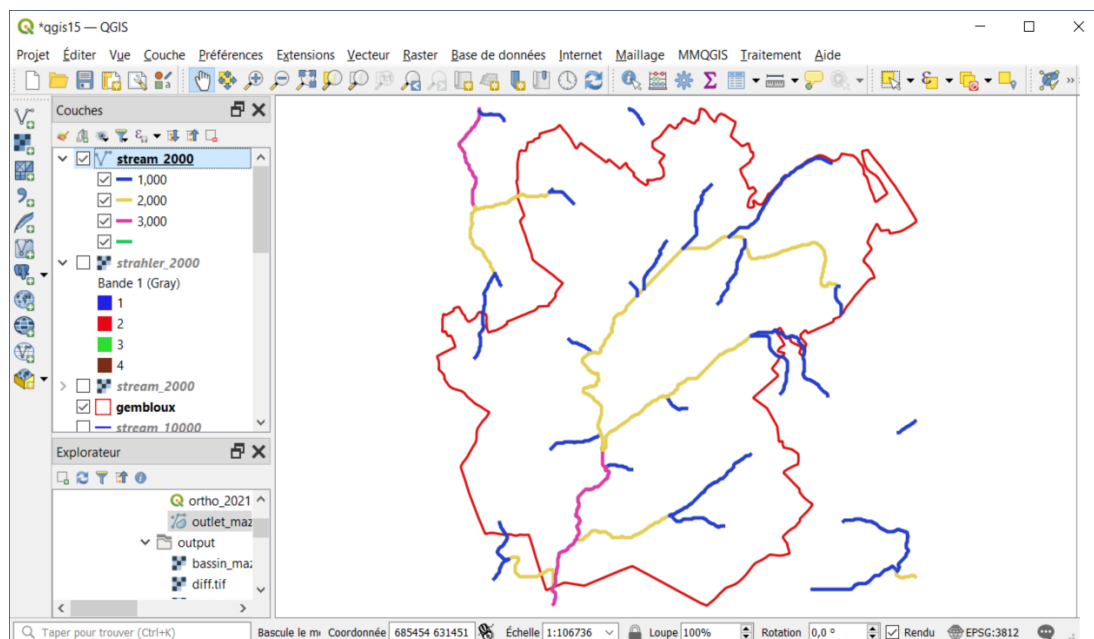 *qgis15 — QGIS
Projet Éditer Vue Couche Préférences Extensions Vecteur Raster Base de données Internet Maillage MMQGIS Traitement Aide
Couches
stream_2000
1,000
2,000
3,000
strahler_2000
Bande 1 (Gray)
1
2
3
4
stream_2000
gembloux
stream_10000
Explorateur
ortho_2021
outlet_maz
output
bassin_maz
diff.tif
Taper pour trouver (Ctrl+K) Bascule le m Coordonnée 685454 631451 Échelle 1:106736 Loupe 100% Rotation 0,0 ° Rendu EPSG:3812